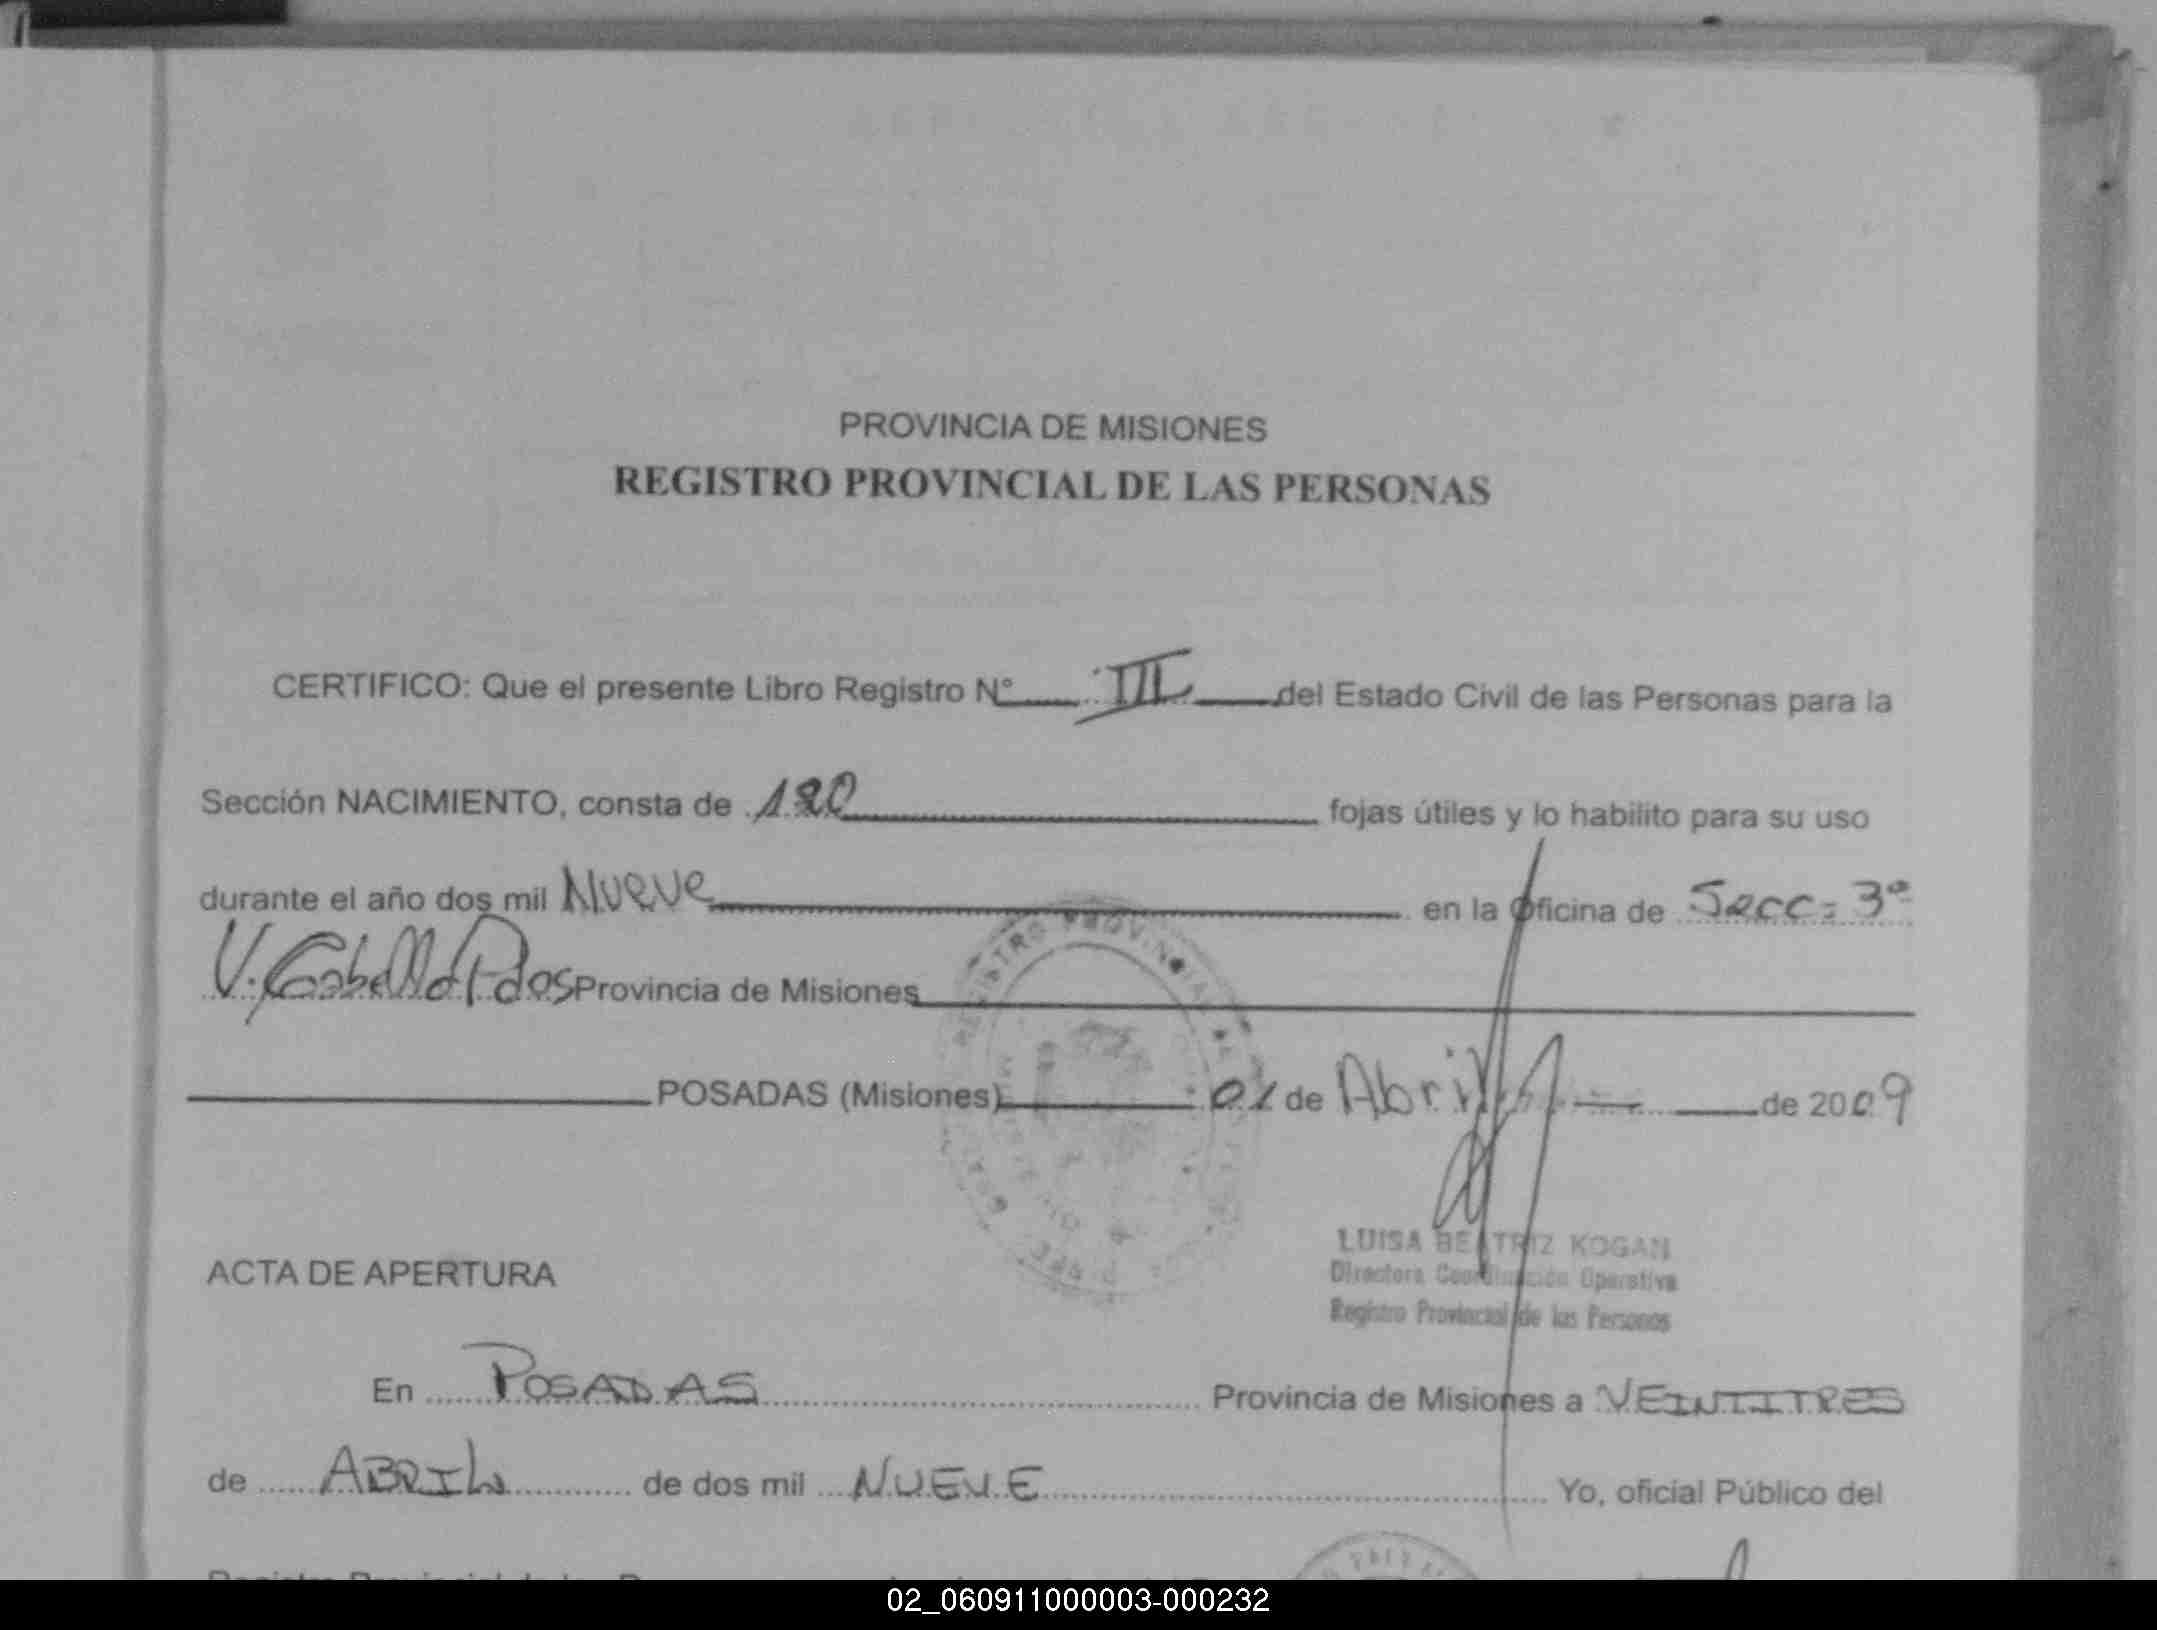 PROVINCIA DE MISIONES
REGISTRO PROVINCIAL DE LAS PERSONAS
CERTIFICO: Que el presente Libro Registro N° III del Estado Civil de las Personas para la
Sección NACIMIENTO, consta de 120 fojas útiles y lo habilito para su uso
durante el año dos mil Nueve en la Oficina de Secc. 3ª
V. Cabello Pdas Provincia de Misiones
POSADAS (Misiones) 01 de Abril de 2009
LUISA BEATRIZ KOGAN
Directora Coordinación Operativa
Registro Provincial de las Personas
ACTA DE APERTURA
En POSADAS Provincia de Misiones a VEINTITRES
de ABRIL de dos mil NUEVE Yo, oficial Público del
02_060911000003-000232